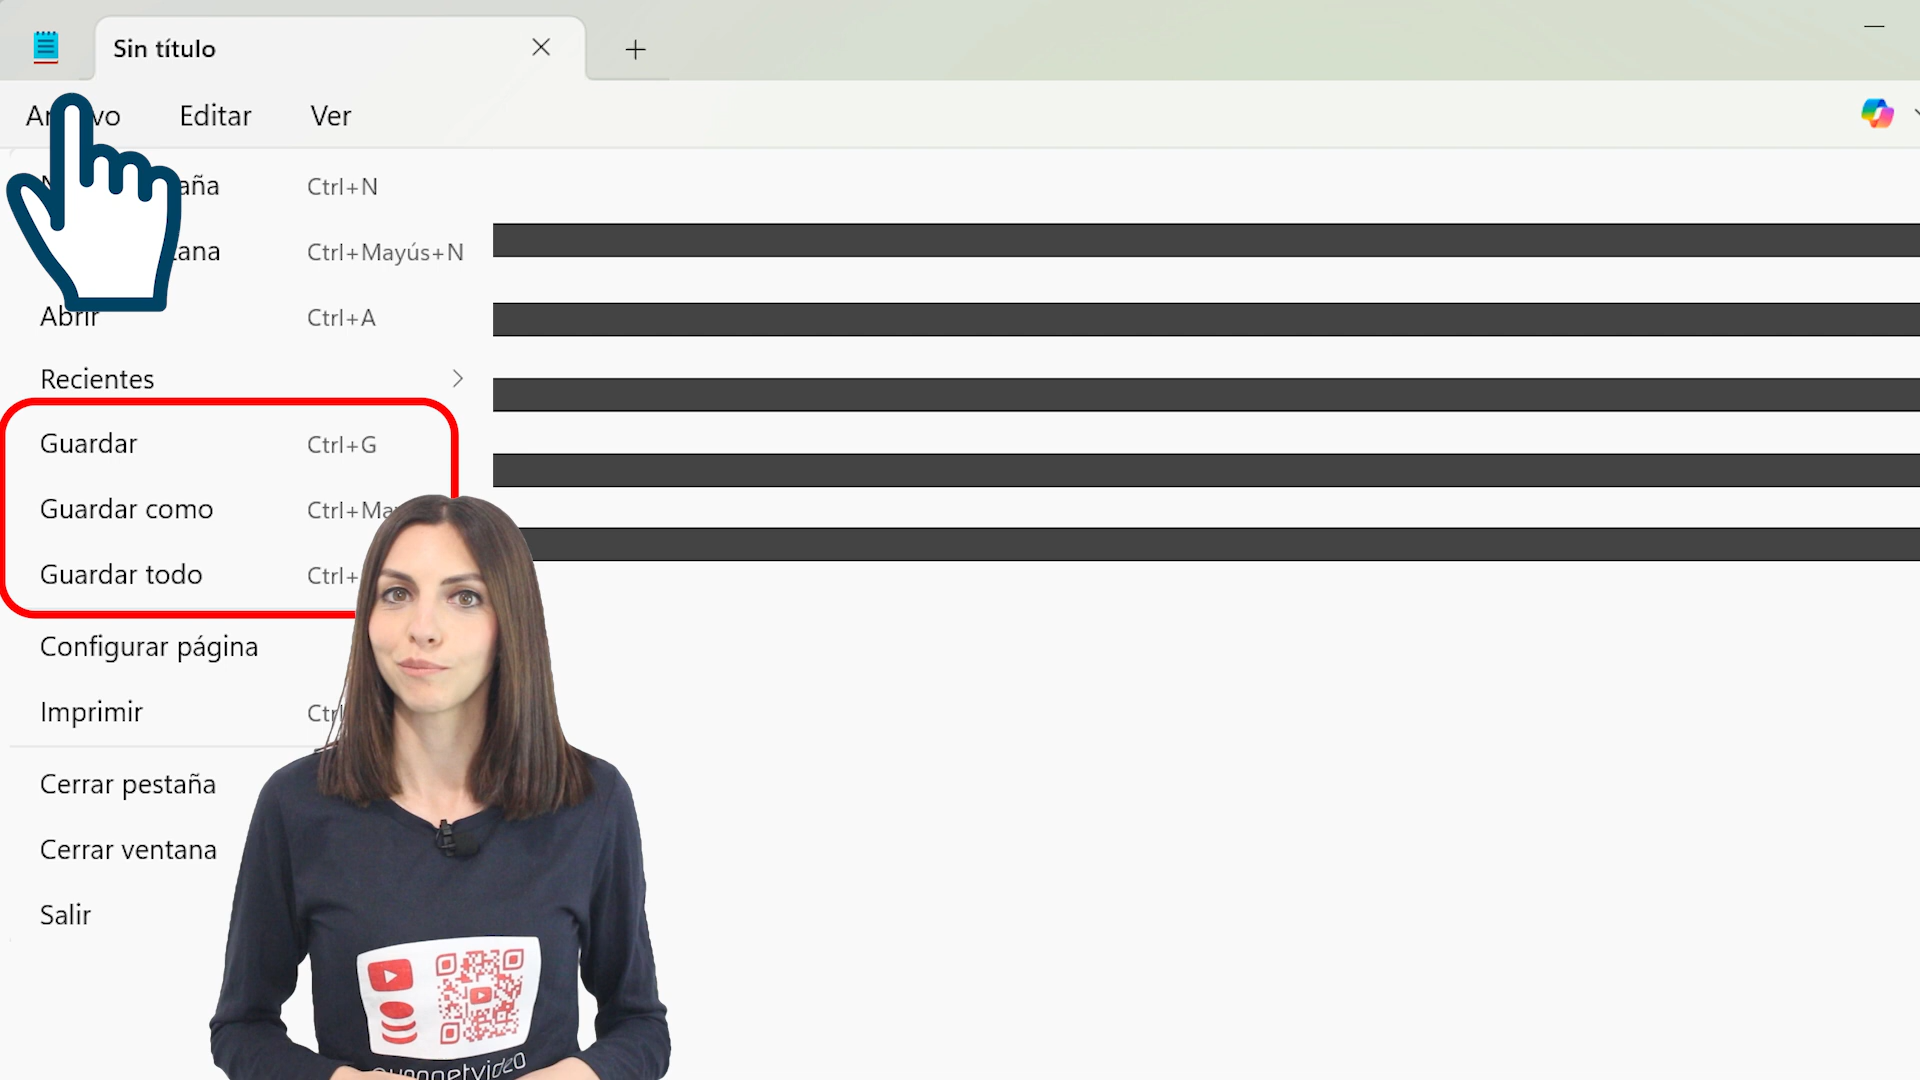 Sin título
Editar Ver
Ctrl+N
Ctrl+Mayús+N
Abrir Ctrl+A
Recientes
Guardar Ctrl+G
Guardar como
Guardar todo
Configurar página
Imprimir
Cerrar pestaña
Cerrar ventana
Salir